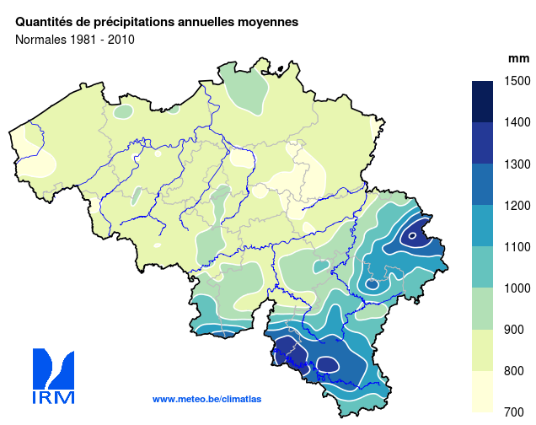 Quantités de précipitations annuelles moyennes
Normales 1981 - 2010
mm
1500
1400
1300
1200
1100
1000
900
800
700
IRM
www.meteo.be/climatlas